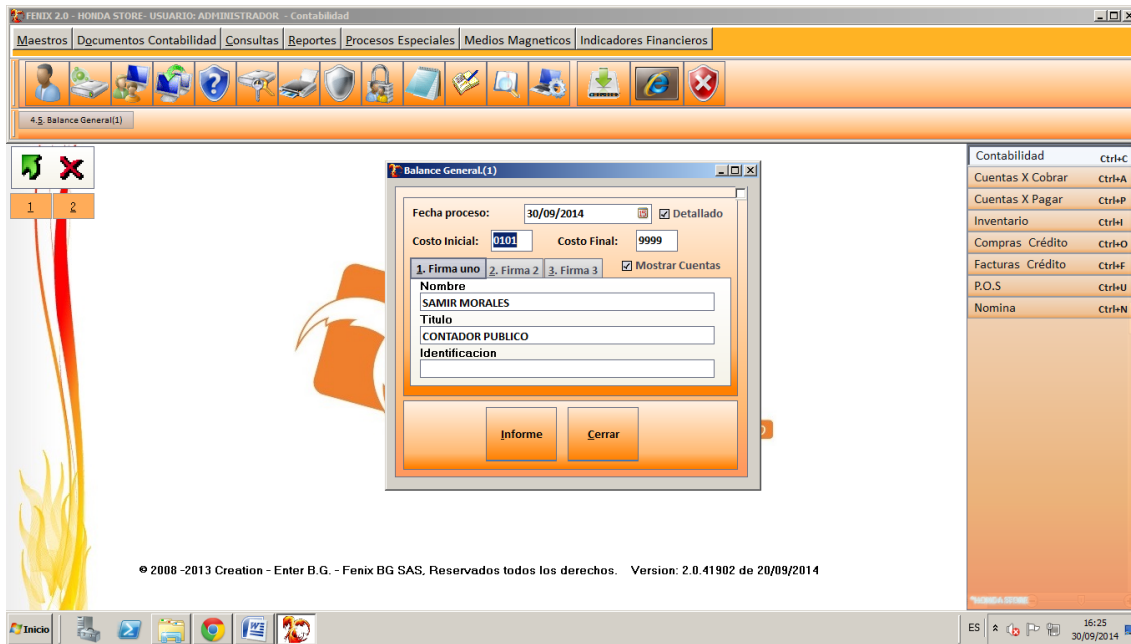 FENIX 2.0 - HONDA STORE- USUARIO: ADMINISTRADOR - Contabilidad
Maestros Documentos Contabilidad Consultas Reportes Procesos Especiales Medios Magneticos Indicadores Financieros
4.5. Balance General(1)
1 2
Balance General.(1)
Fecha proceso: 30/09/2014 Detallado
Costo Inicial: 0101 Costo Final: 9999
1. Firma uno 2. Firma 2 3. Firma 3 Mostrar Cuentas
Nombre
SAMIR MORALES
Titulo
CONTADOR PUBLICO
Identificacion
Informe Cerrar
Contabilidad Ctrl+C
Cuentas X Cobrar Ctrl+A
Cuentas X Pagar Ctrl+P
Inventario Ctrl+I
Compras Crédito Ctrl+O
Facturas Crédito Ctrl+F
P.O.S Ctrl+U
Nomina Ctrl+N
© 2008 -2013 Creation - Enter B.G. - Fenix BG SAS, Reservados todos los derechos. Version: 2.0.41902 de 20/09/2014
"HONDA STORE -
Inicio
ES
16:25
30/09/2014